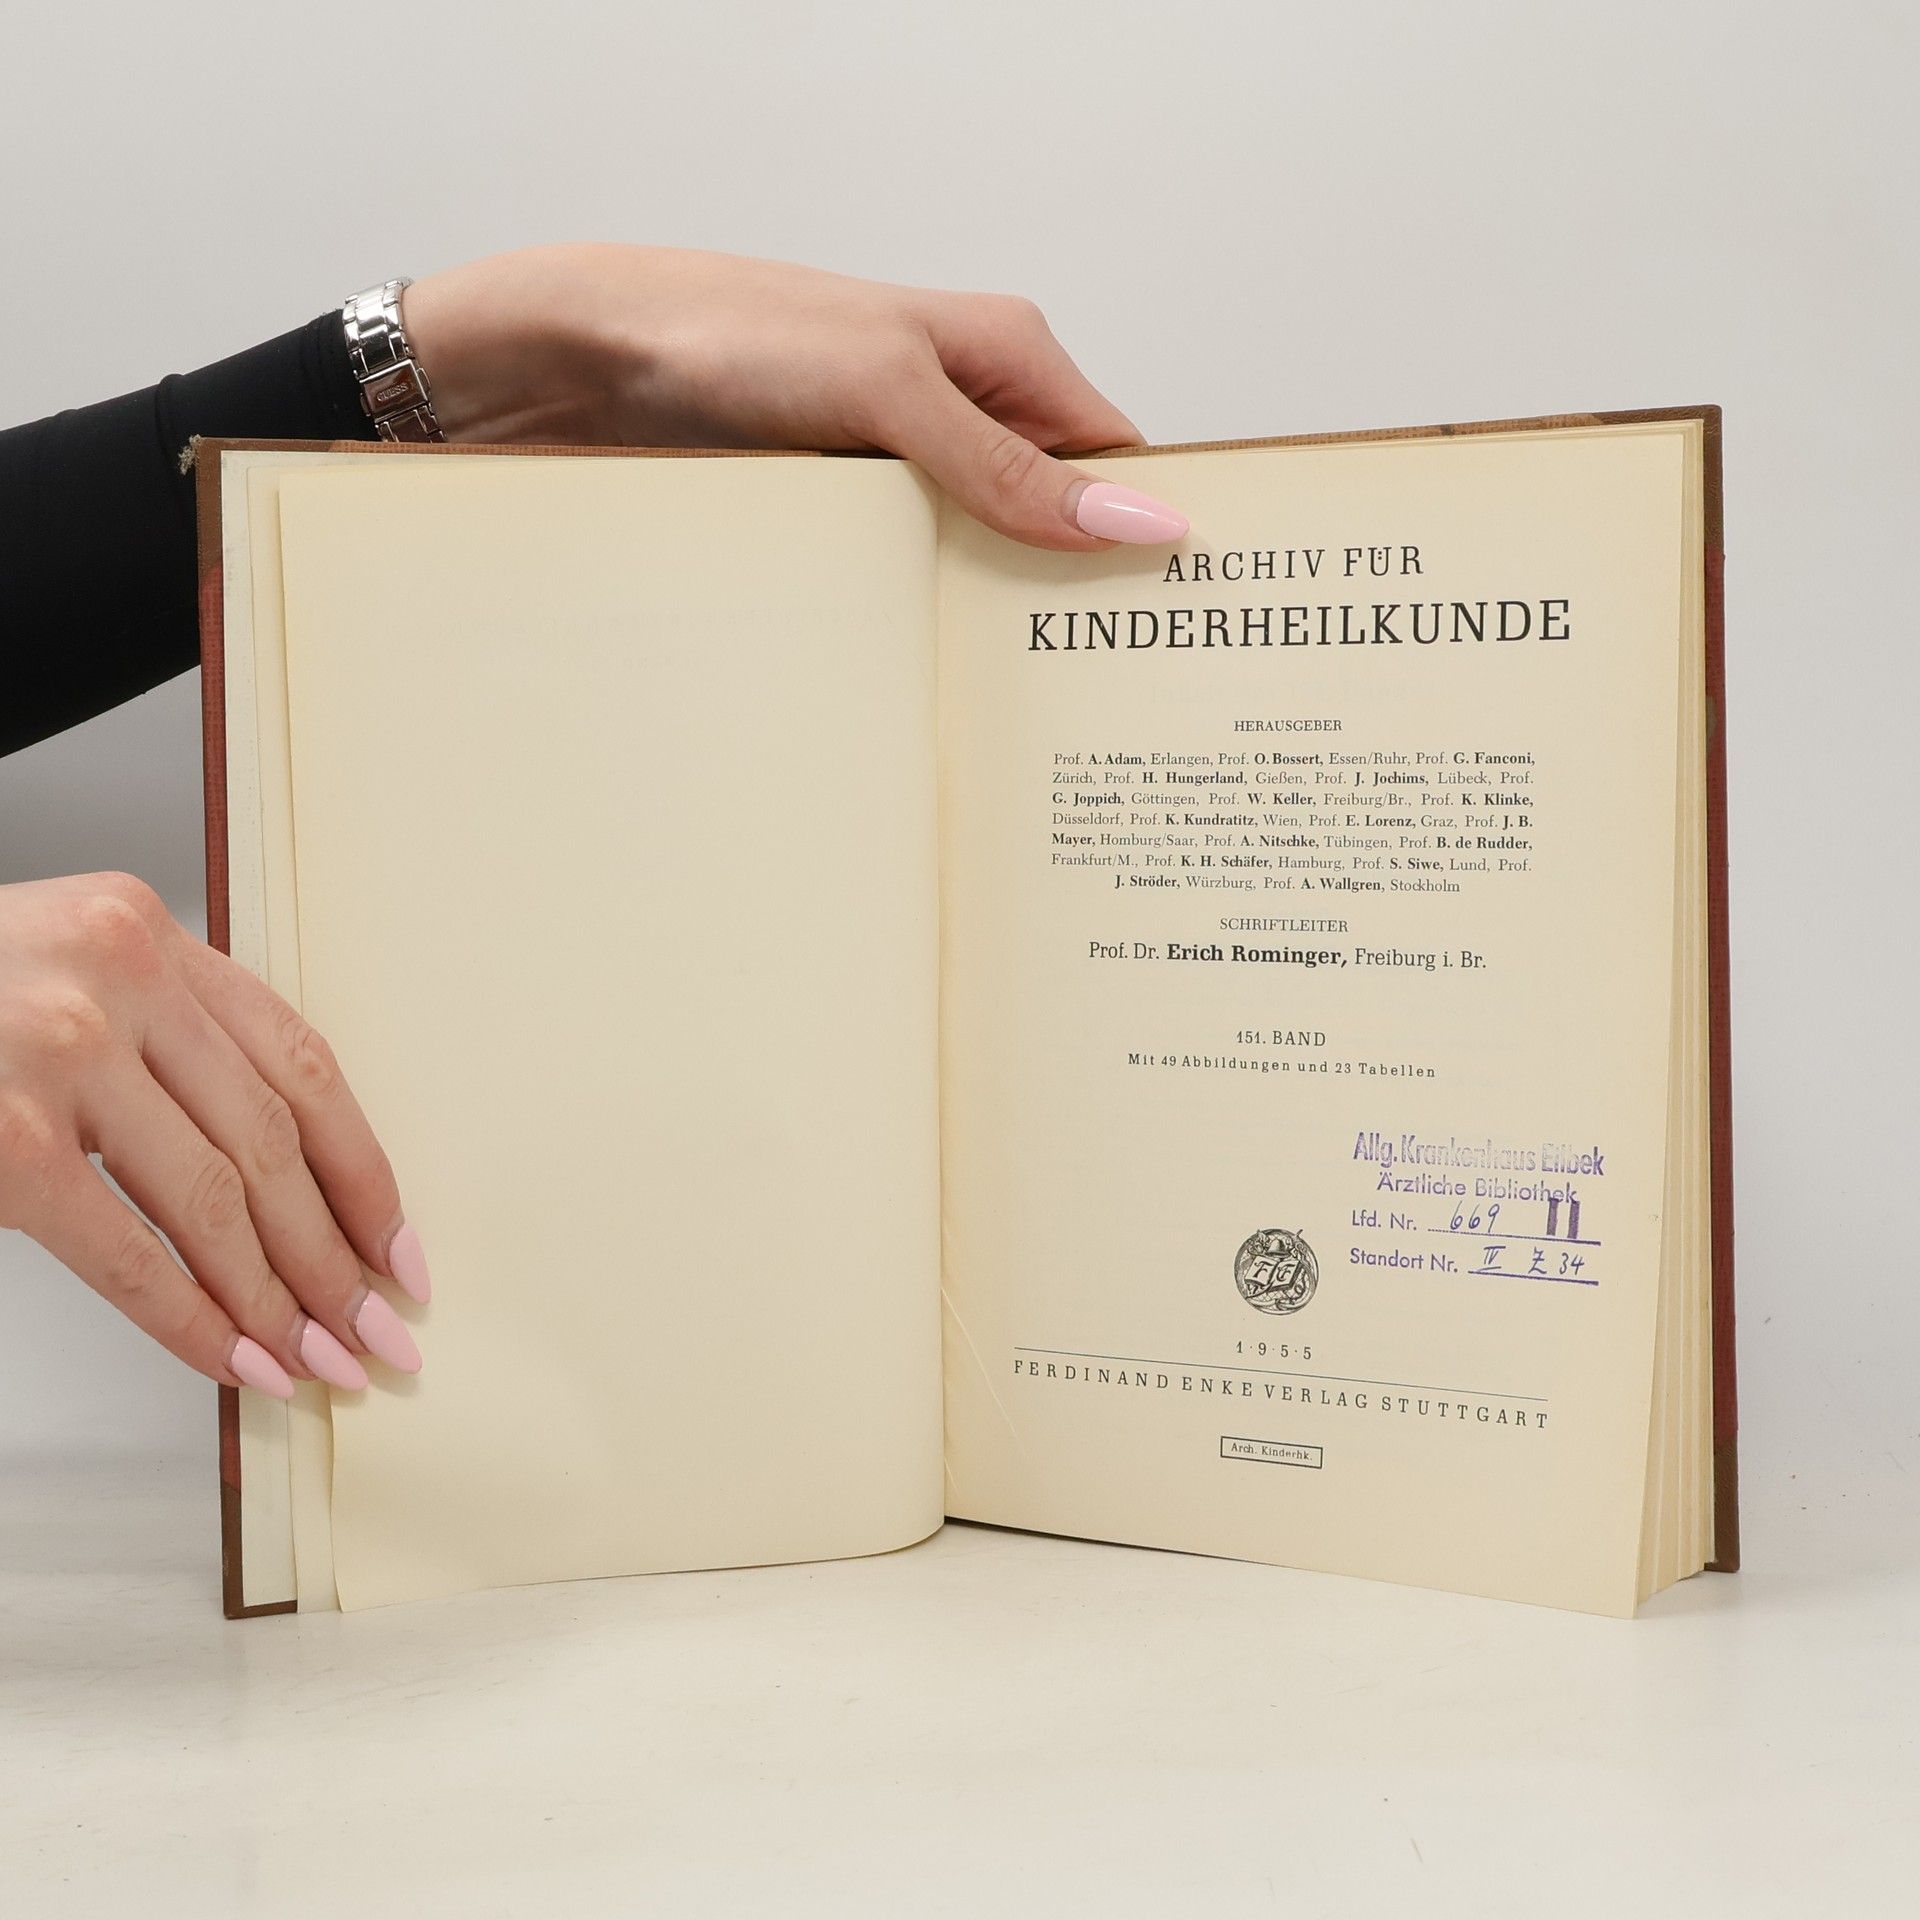 GUESS
ARCHIV FÜR
KINDERHEILKUNDE
HERAUSGEBER
Prof. A. Adam, Erlangen, Prof. O. Bossert, Essen/Ruhr, Prof. G. Fanconi,
Zürich, Prof. H. Hungerland, Gießen, Prof. J. Jochims, Lübeck, Prof.
G. Joppich, Göttingen, Prof. W. Keller, Freiburg/Br., Prof. K. Klinke,
Düsseldorf, Prof. K. Kundratitz, Wien, Prof. E. Lorenz, Graz, Prof. J. B.
Mayer, Homburg/Saar, Prof. A. Nitschke, Tübingen, Prof. B. de Rudder,
Frankfurt/M., Prof. K. H. Schäfer, Hamburg, Prof. S. Siwe, Lund, Prof.
J. Ströder, Würzburg, Prof. A. Wallgren, Stockholm
SCHRIFTLEITER
Prof. Dr. Erich Rominger, Freiburg i. Br.
151. BAND
Mit 49 Abbildungen und 23 Tabellen
Allg. Krankenhaus Eilbek
Ärztliche Bibliothek
Lfd. Nr. 669 II
Standort Nr. IV Z 34
F E
1·9·5·5
FERDINAND ENKE VERLAG STUTTGART
Arch. Kinderhk.